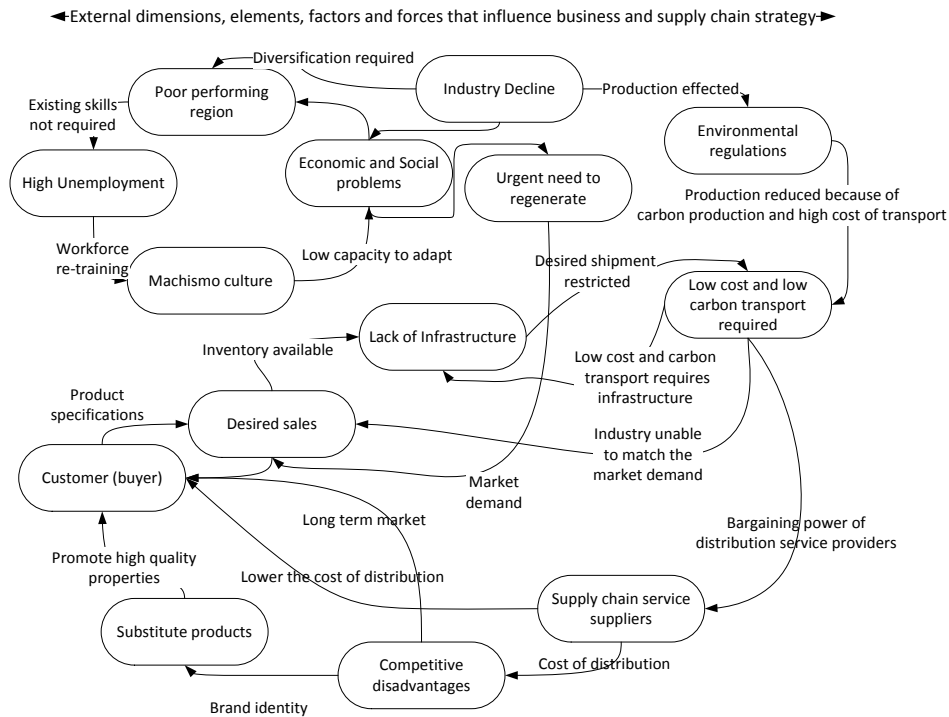 External dimensions, elements, factors and forces that influence business and supply chain strategy
Diversification required
Industry Decline
Production effected
Poor performing
region
Existing skills
not required
Environmental
regulations
Economic and Social
problems
High Unemployment
Urgent need to
regenerate
Production reduced because of
carbon production and high cost of transport
Workforce
re-training
Machismo culture
Low capacity to adapt
Desired shipment
restricted
Low cost and low
carbon transport
required
Lack of Infrastructure
Inventory available
Low cost and carbon
transport requires
infrastructure
Product
specifications
Desired sales
Industry unable
to match the
market demand
Customer (buyer)
Market
demand
Long term market
Bargaining power of
distribution service providers
Promote high quality
properties
Lower the cost of distribution
Supply chain service
suppliers
Substitute products
Competitive
disadvantages
Cost of distribution
Brand identity